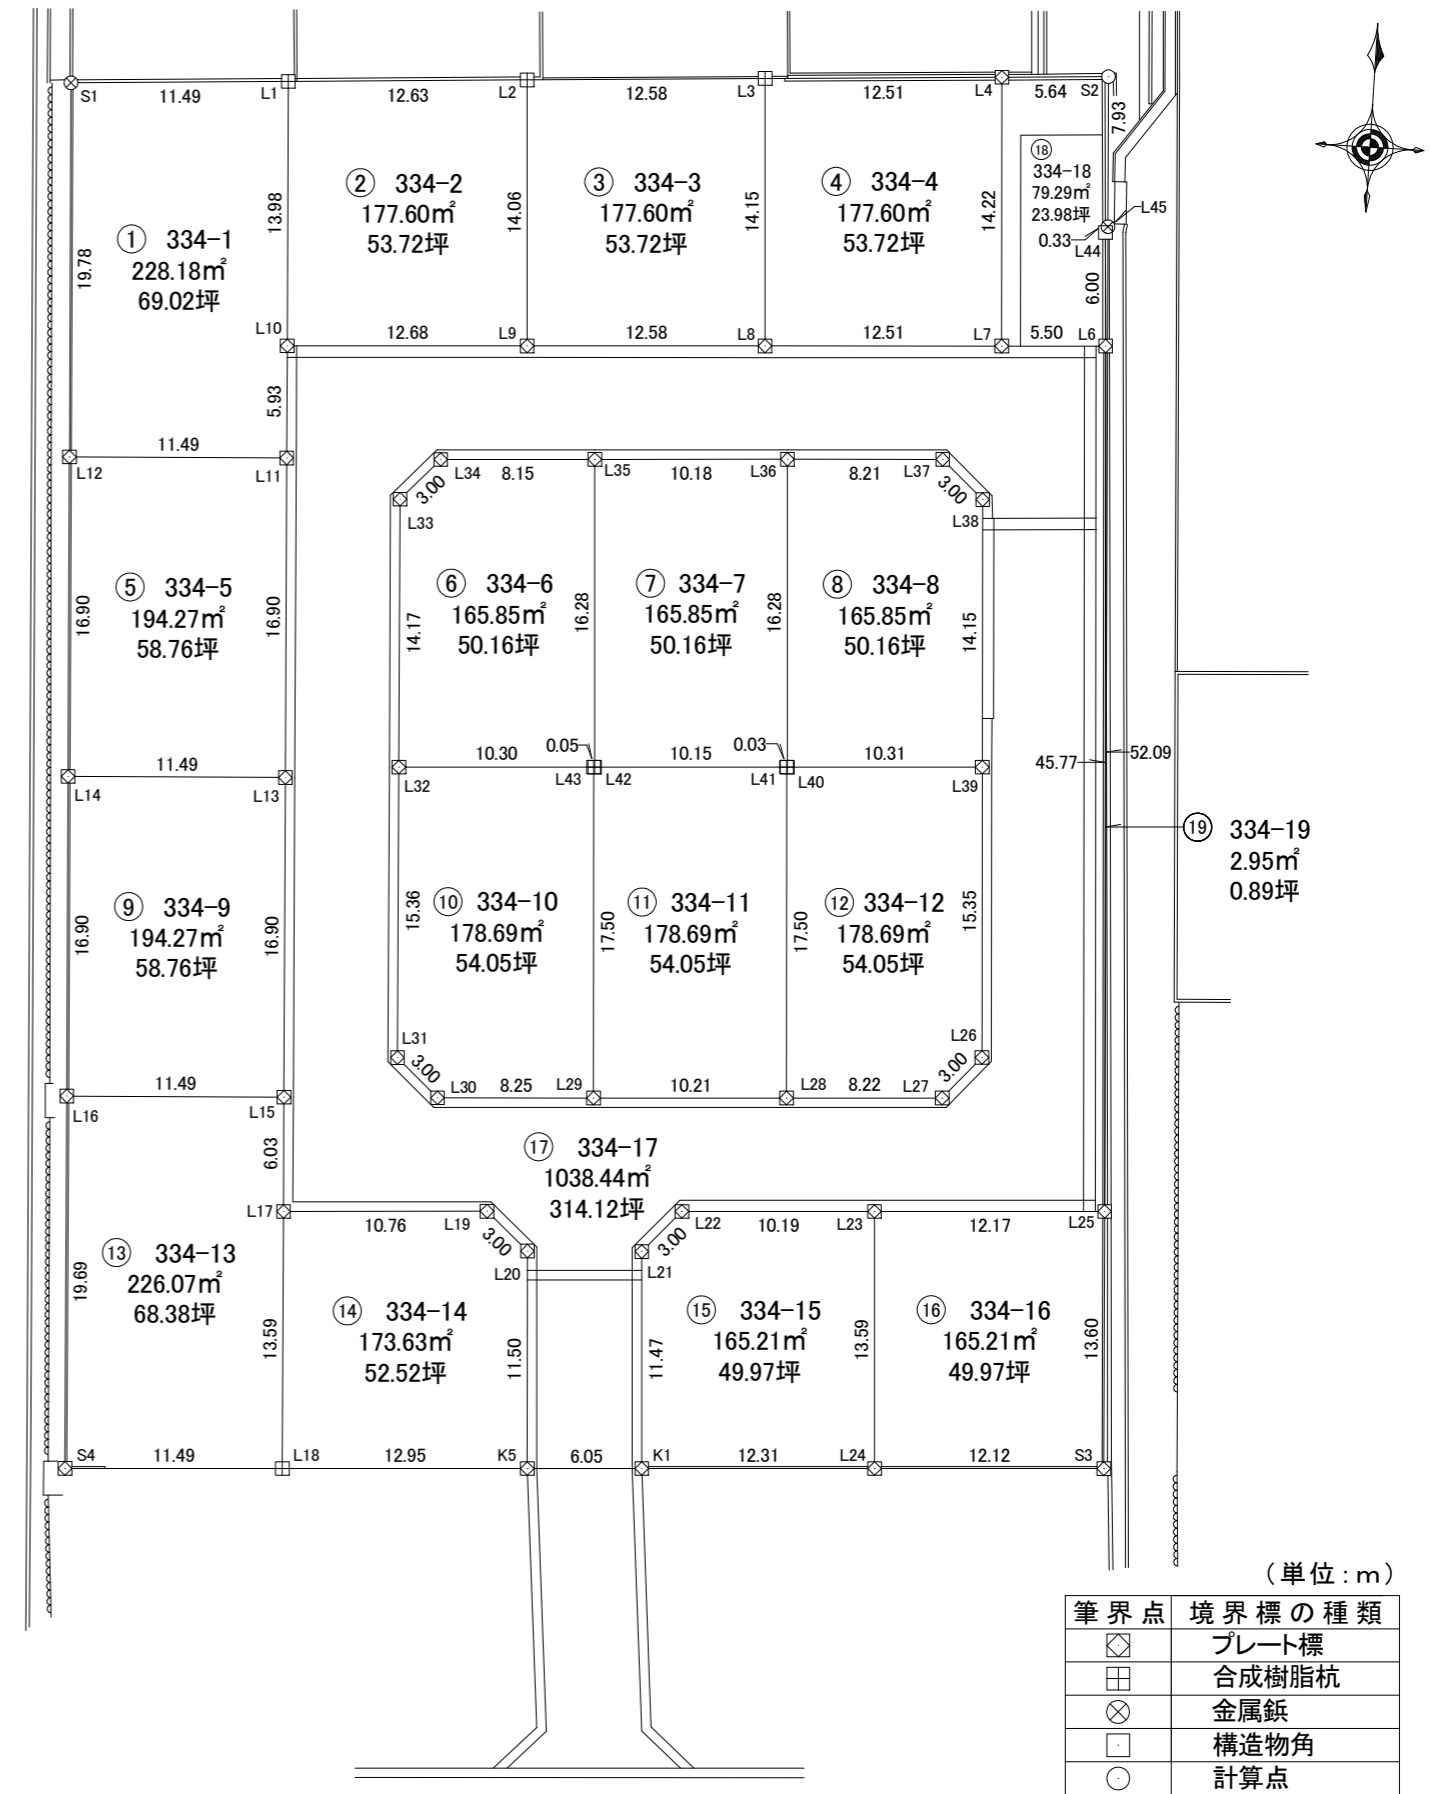 S1
11.49
L1
12.63
L2
12.58
L3
12.51
L4
5.64
S2
7.93
① 334-1
228.18㎡
69.02坪
19.78
13.98
② 334-2
177.60㎡
53.72坪
14.06
③ 334-3
177.60㎡
53.72坪
14.15
④ 334-4
177.60㎡
53.72坪
14.22
⑱
334-18
79.29㎡
23.98坪
L45
0.33
L44
6.00
L10
12.68
L9
12.58
L8
12.51
L7
5.50
L6
5.93
11.49
L12
L11
L34
8.15
L35
10.18
L36
8.21
L37
3.00
3.00
L33
L38
⑤ 334-5
194.27㎡
58.76坪
16.90
16.90
⑥ 334-6
165.85㎡
50.16坪
14.17
16.28
⑦ 334-7
165.85㎡
50.16坪
16.28
⑧ 334-8
165.85㎡
50.16坪
14.15
11.49
L14
L13
10.30
0.05
10.15
0.03
10.31
L32
L43
L42
L41
L40
L39
45.77
52.09
⑲ 334-19
2.95㎡
0.89坪
⑨ 334-9
194.27㎡
58.76坪
16.90
16.90
⑩ 334-10
178.69㎡
54.05坪
15.36
17.50
⑪ 334-11
178.69㎡
54.05坪
17.50
⑫ 334-12
178.69㎡
54.05坪
15.35
L31
L26
3.00
3.00
11.49
L16
L15
L30
8.25
L29
10.21
L28
8.22
L27
6.03
⑰ 334-17
1038.44㎡
314.12坪
L17
10.76
L19
3.00
L20
3.00
L21
L22
10.19
L23
12.17
L25
⑬ 334-13
226.07㎡
68.38坪
19.69
13.59
⑭ 334-14
173.63㎡
52.52坪
11.50
11.47
⑮ 334-15
165.21㎡
49.97坪
13.59
⑯ 334-16
165.21㎡
49.97坪
13.60
S4
11.49
L18
12.95
K5
6.05
K1
12.31
L24
12.12
S3
(単位:m)
筆界点 境界標の種類
プレート標
合成樹脂杭
金属鋲
構造物角
計算点